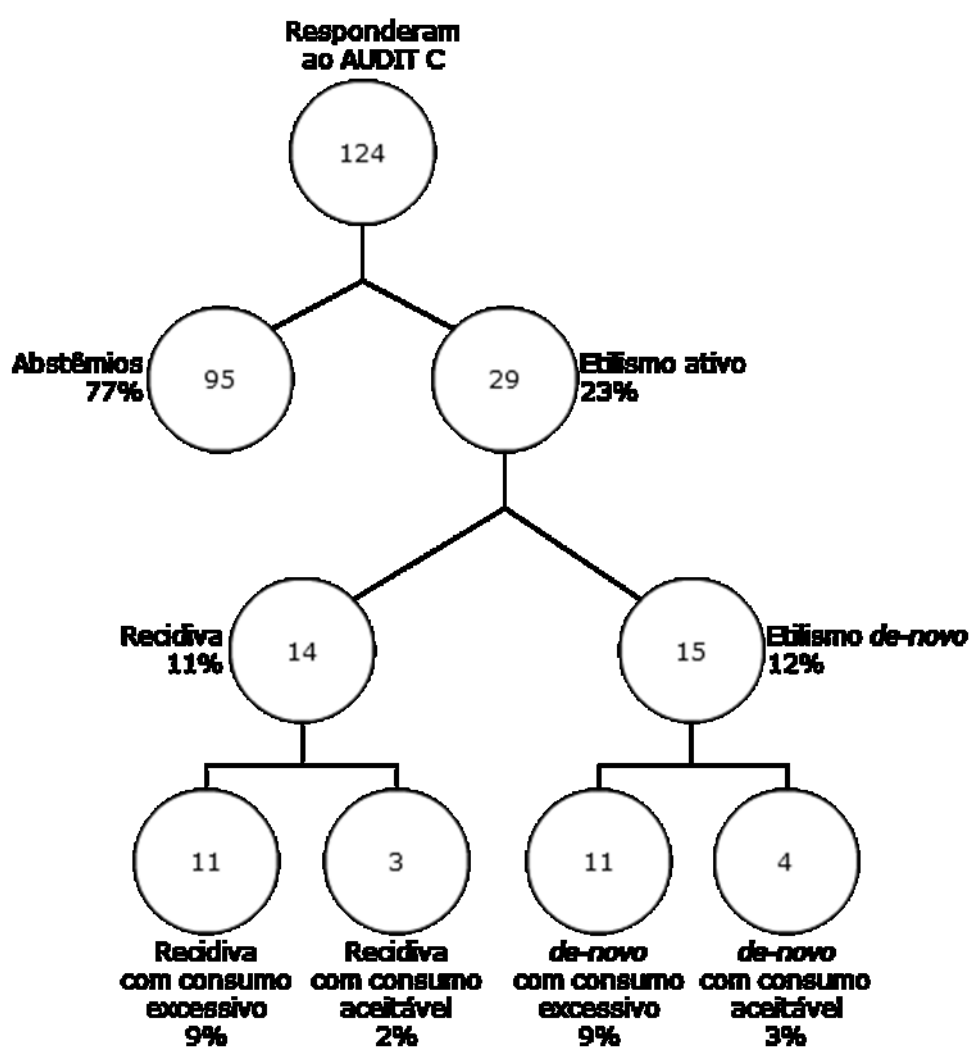 Responderam
ao AUDIT C
124
Abstêmios
77%
95
29
Etilismo ativo
23%
Recidiva
11%
14
15
Etilismo de-novo
12%
11
3
11
4
Recidiva
com consumo
excessivo
9%
Recidiva
com consumo
aceitável
2%
de-novo
com consumo
excessivo
9%
de-novo
com consumo
aceitável
3%